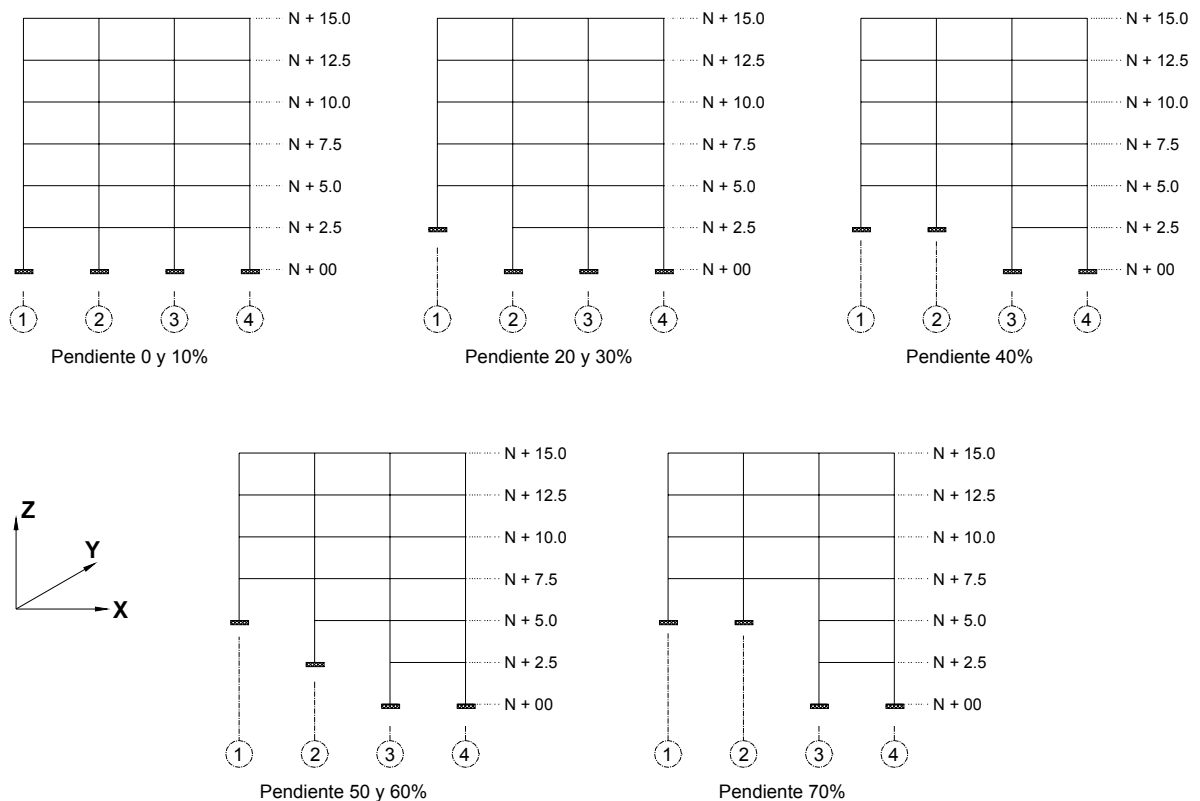 N + 15.0
N + 12.5
N + 10.0
N + 7.5
N + 5.0
N + 2.5
N + 00
1 2 3 4
Pendiente 0 y 10%
N + 15.0
N + 12.5
N + 10.0
N + 7.5
N + 5.0
N + 2.5
N + 00
1 2 3 4
Pendiente 20 y 30%
N + 15.0
N + 12.5
N + 10.0
N + 7.5
N + 5.0
N + 2.5
N + 00
1 2 3 4
Pendiente 40%
Z
Y
X
N + 15.0
N + 12.5
N + 10.0
N + 7.5
N + 5.0
N + 2.5
N + 00
1 2 3 4
Pendiente 50 y 60%
N + 15.0
N + 12.5
N + 10.0
N + 7.5
N + 5.0
N + 2.5
N + 00
1 2 3 4
Pendiente 70%